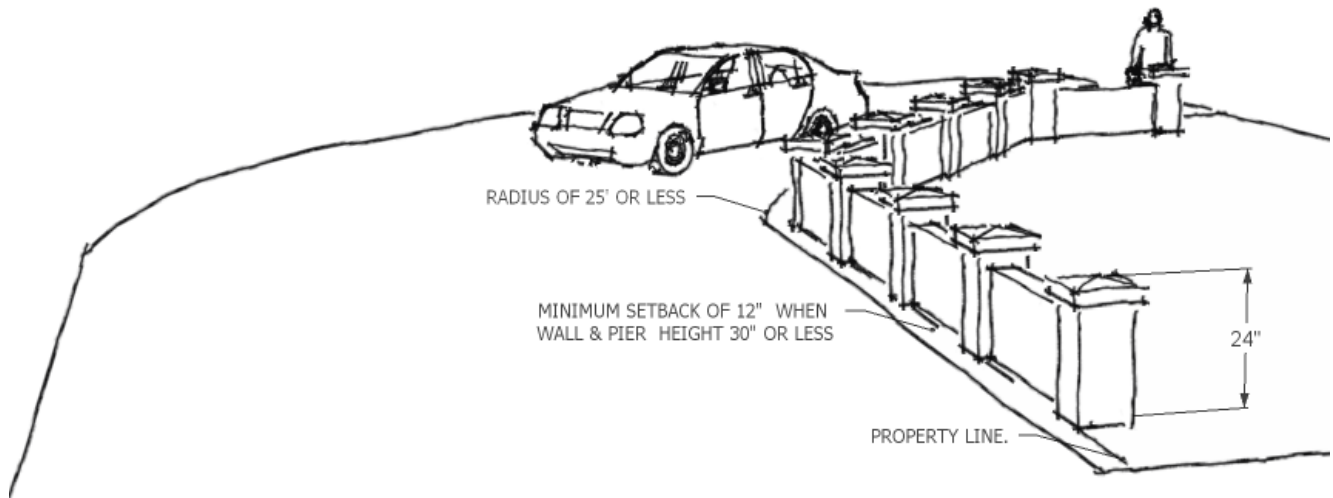 RADIUS OF 25' OR LESS
MINIMUM SETBACK OF 12" WHEN
WALL & PIER HEIGHT 30" OR LESS
24"
PROPERTY LINE.